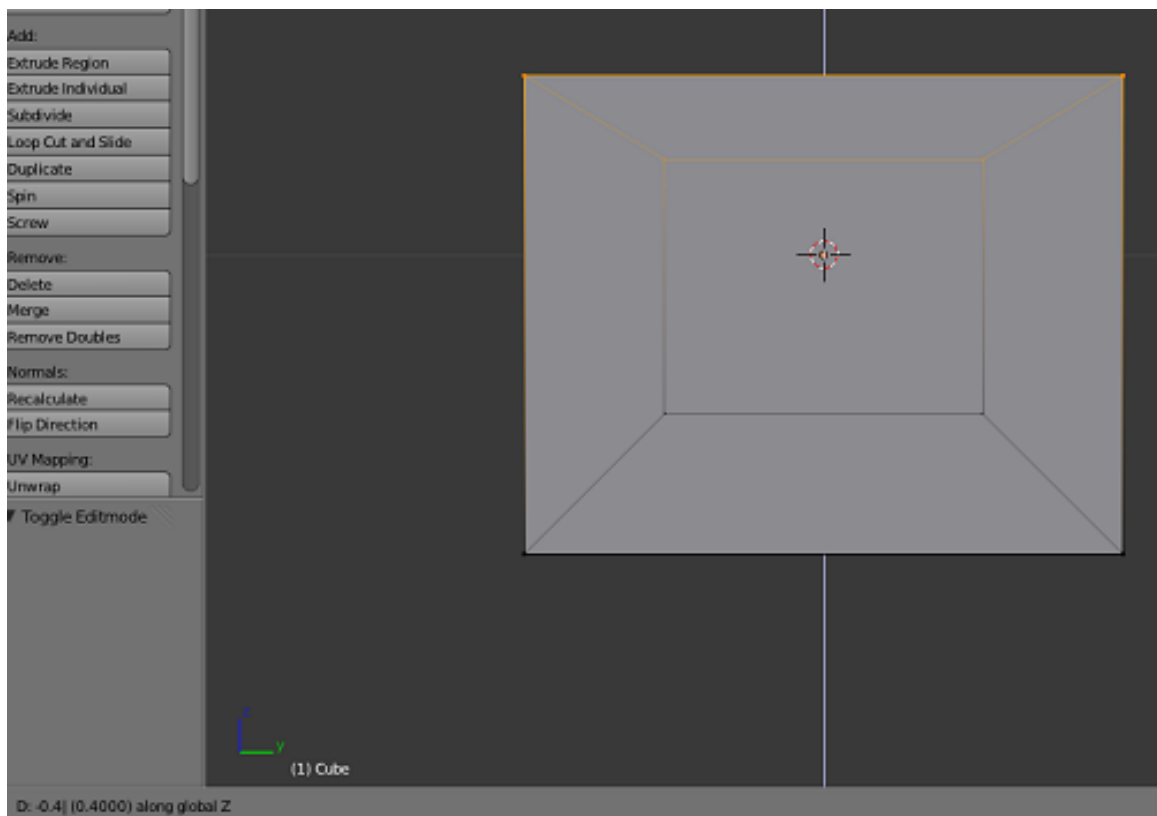 Add:
Extrude Region
Extrude Individual
Subdivide
Loop Cut and Slide
Duplicate
Spin
Screw
Remove:
Delete
Merge
Remove Doubles
Normals:
Recalculate
Flip Direction
UV Mapping:
Unwrap
Toggle Editmode
z
y
(1) Cube
D: -0.4| (0.4000) along global Z